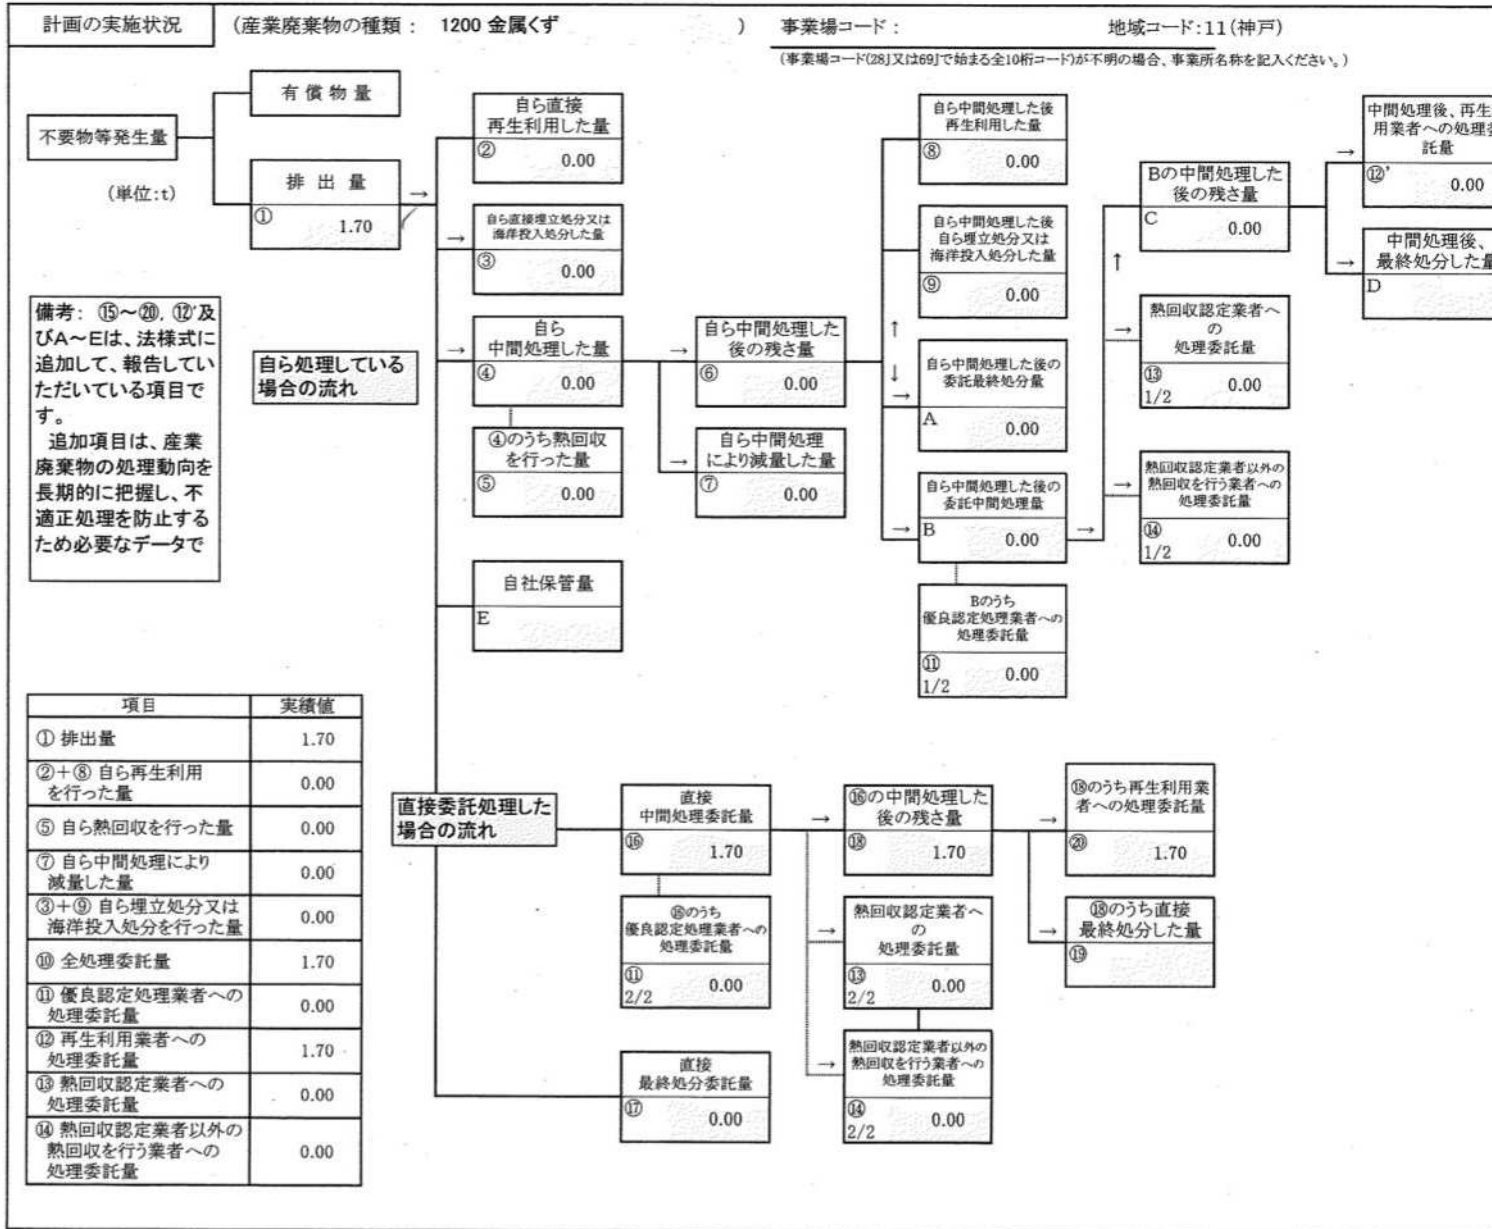 計画の実施状況
(産業廃棄物の種類： 1200 金属くず )
事業場コード：
地域コード：11(神戸)
(事業場コード(28｣又は69｣で始まる全10桁コード)が不明の場合、事業所名称を記入ください。)
不要物等発生量
(単位：t)
有償物量
排出量
① 1.70
→
自ら直接
再生利用した量
② 0.00
→
自ら直接埋立処分又は
海洋投入処分した量
③ 0.00
→
自ら
中間処理した量
④ 0.00
④のうち熱回収
を行った量
⑤ 0.00
自社保管量
E
→
自ら中間処理した
後の残さ量
⑥ 0.00
→
自ら中間処理
により減量した量
⑦ 0.00
自ら中間処理した後
再生利用した量
⑧ 0.00
自ら中間処理した後
自ら埋立処分又は
海洋投入処分した量
⑨ 0.00
↑
↓
→
自ら中間処理した後の
委託最終処分量
A 0.00
→
自ら中間処理した後の
委託中間処理量
B 0.00
→
Bのうち
優良認定処理業者への
処理委託量
⑪
1/2 0.00
↑
Bの中間処理した
後の残さ量
C 0.00
→
熱回収認定業者へ
の
処理委託量
⑬
1/2 0.00
→
熱回収認定業者以外の
熱回収を行う業者への
処理委託量
⑭
1/2 0.00
→
中間処理後、再生
用業者への処理委
託量
⑫' 0.00
→
中間処理後、
最終処分した量
D
備考： ⑮～⑳、⑫'及
びA～Eは、法様式に
追加して、報告してい
ただいている項目で
す。
追加項目は、産業
廃棄物の処理動向を
長期的に把握し、不
適正処理を防止する
ため必要なデータで
自ら処理している
場合の流れ
項目 実績値
① 排出量 1.70
②＋⑧ 自ら再生利用
を行った量 0.00
⑤ 自ら熱回収を行った量 0.00
⑦ 自ら中間処理により
減量した量 0.00
③＋⑨ 自ら埋立処分又は
海洋投入処分を行った量 0.00
⑩ 全処理委託量 1.70
⑪ 優良認定処理業者への
処理委託量 0.00
⑫ 再生利用業者への
処理委託量 1.70
⑬ 熱回収認定業者への
処理委託量 0.00
⑭ 熱回収認定業者以外の
熱回収を行う業者への
処理委託量 0.00
直接委託処理した
場合の流れ
直接
中間処理委託量
⑯ 1.70
⑯のうち
優良認定処理業者への
処理委託量
⑪
2/2 0.00
直接
最終処分委託量
⑰ 0.00
→
⑯の中間処理した
後の残さ量
⑱ 1.70
→
熱回収認定業者へ
の
処理委託量
⑬
2/2 0.00
→
熱回収認定業者以外の
熱回収を行う業者への
処理委託量
⑭
2/2 0.00
→
⑱のうち再生利用業
者への処理委託量
⑳ 1.70
→
⑱のうち直接
最終処分した量
⑲